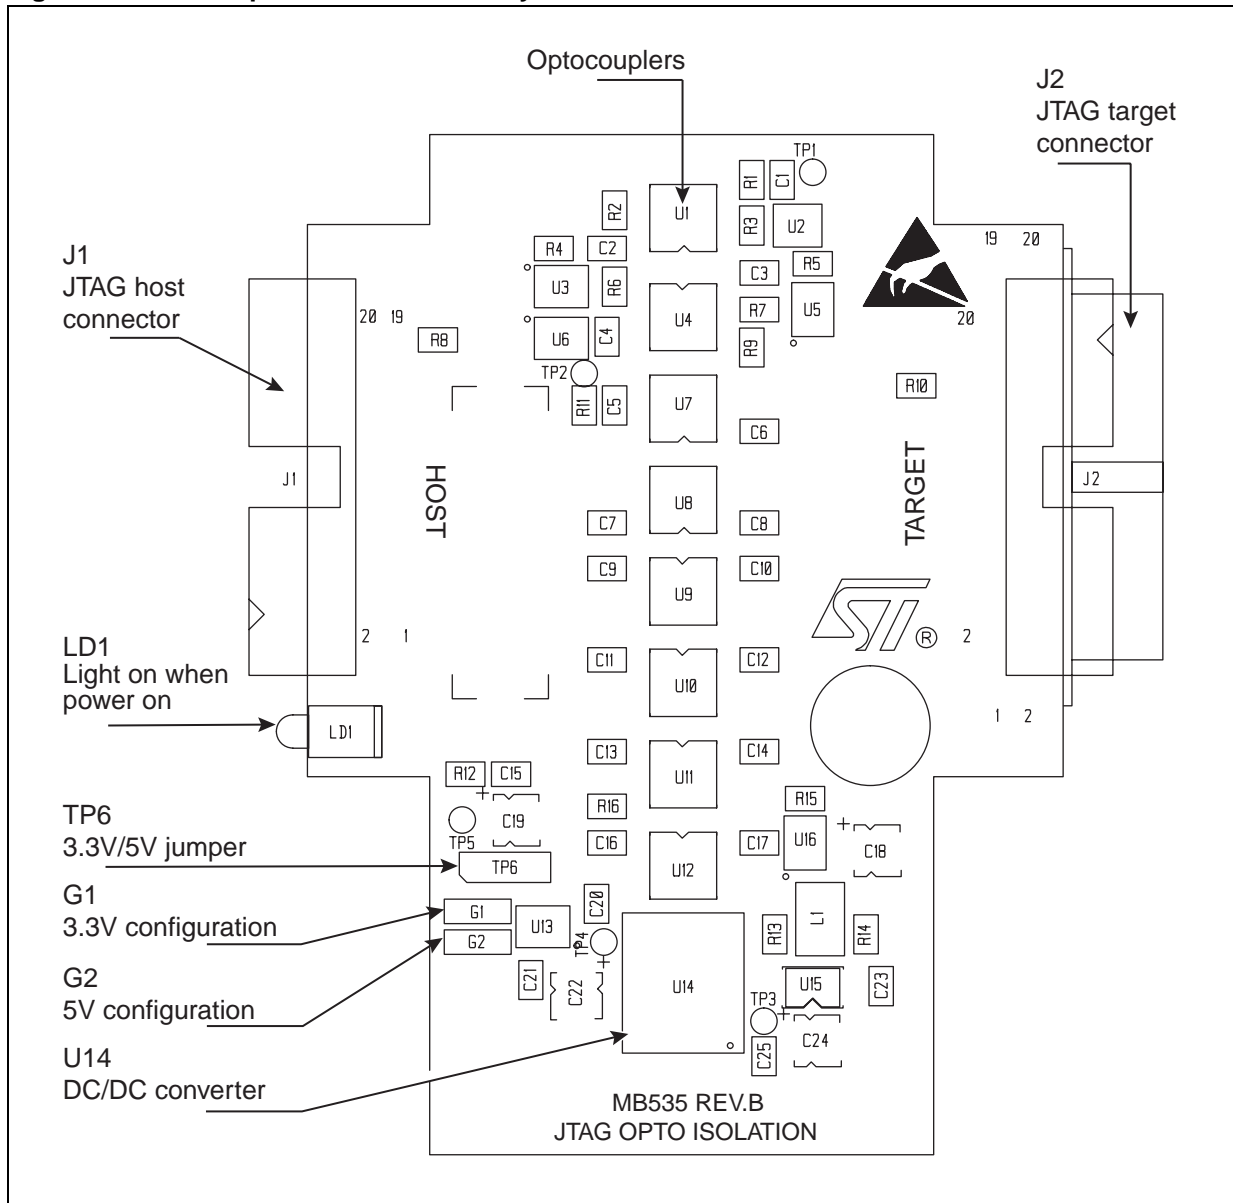 Optocouplers
J2
JTAG target
connector
J1
JTAG host
connector
LD1
Light on when
power on
TP6
3.3V/5V jumper
G1
3.3V configuration
G2
5V configuration
U14
DC/DC converter
TP1
R1
C1
R2
U1
R3
U2
R4
C2
C3
R5
19
20
U3
R6
U4
R7
U5
20
20
19
R8
U6
C4
R9
TP2
R11
C5
U7
R10
C6
J1
HOST
U8
TARGET
J2
C7
C8
C9
U9
C10
ST
®
2
2
1
C11
U10
C12
1
2
LD1
C13
U11
C14
R12
C15
C19
R16
R15
TP5
C16
U12
C17
U16
C18
TP6
G1
U13
C20
L1
G2
TP4
R13
R14
C21
C22
U14
U15
C23
TP3
C24
C25
MB535 REV.B
JTAG OPTO ISOLATION